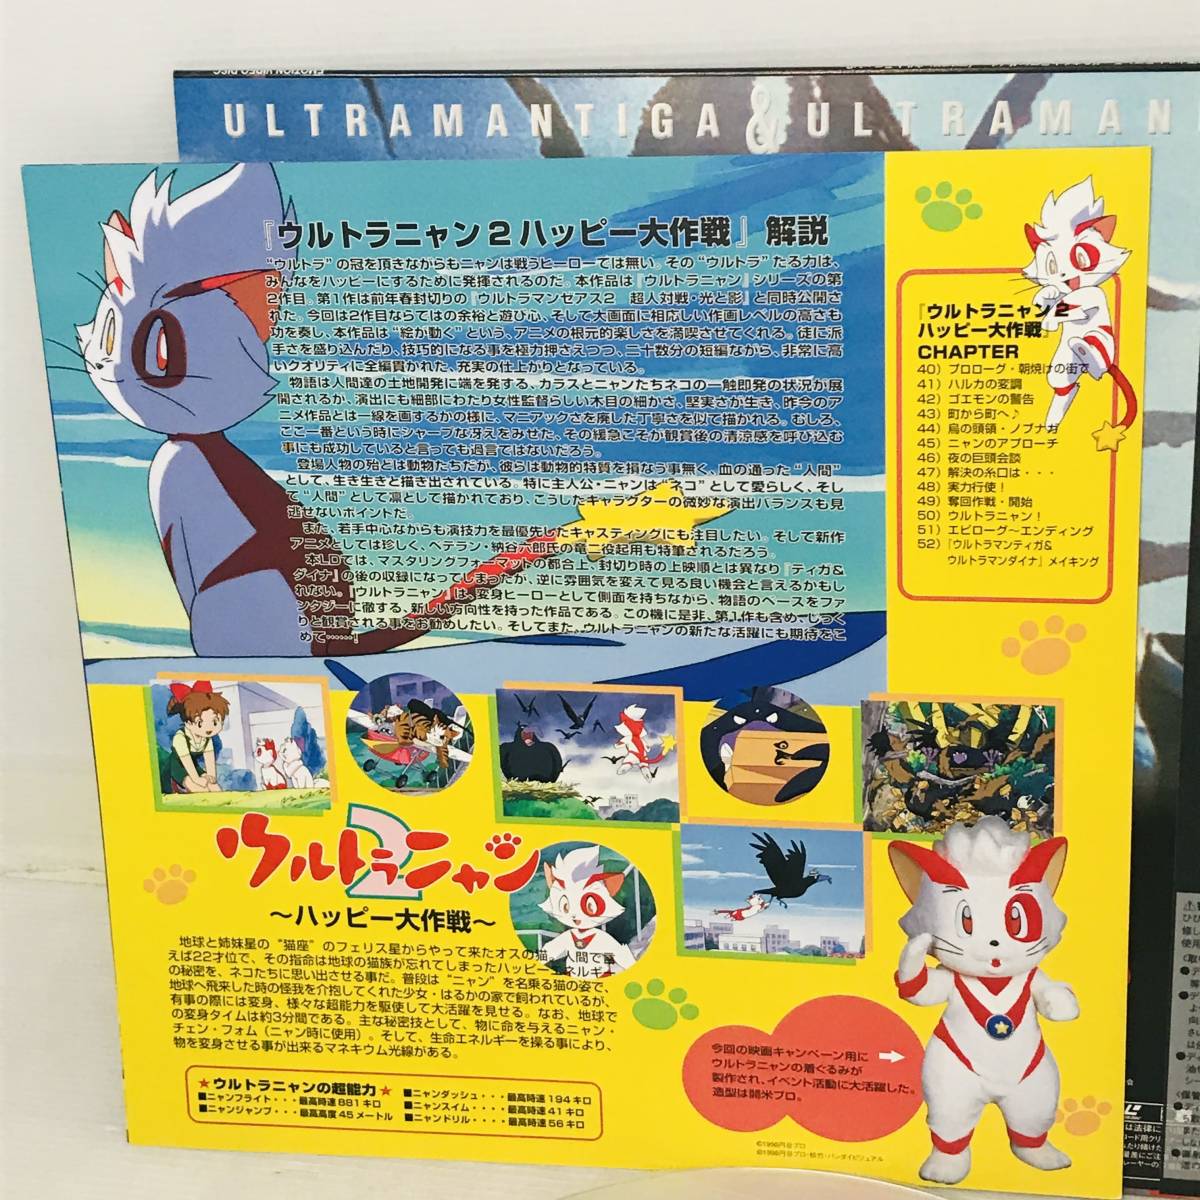 EMOTION VIDEO DISC
ULTRAMANTIGA & ULTRAMAN
『ウルトラニャン2ハッピー大作戦』解説
"ウルトラ"の冠を頂きながらもニャンは戦うヒーローでは無い。その"ウルトラ"たる力は、
みんなをハッピーにするために発揮されるのだ。本作品は『ウルトラニャン』シリーズの第
2作目。第1作は前年春封切りの『ウルトラマンゼアス2 超人対戦・光と影』と同時公開さ
れた。今回は2作目ならではの余裕と遊び心、そして大画面に相応しい作画レベルの高さも
功を奏し、本作品は"絵が動く"という、アニメの根元的楽しさを満喫させてくれる。徒に派
手さを盛り込んだり、技巧的になる事を極力押さえつつ、二十数分の短編ながら、非常に高
いクオリティに全編貫かれた、充実の仕上がりとなっている。
物語は人間達の土地開発に端を発する、カラスとニャンたちネコの一触即発の状況が展
開されるが、演出にも細部にわたり女性監督らしい木目の細かさ、堅実さが生き、昨今のア
ニメ作品とは一線を画するかの様に、マニアックさを廃した丁寧さを似て描かれる。むしろ、
ここ一番という時にシャープな冴えをみせた、その緩急こそが観賞後の清涼感を呼び込む
事にも成功していると言っても過言ではないだろう。
登場人物の殆とは動物たちだが、彼らは動物的特質を損なう事無く、血の通った"人間"
として、生き生きと描き出されている。特に主人公・ニャンは"ネコ"として愛らしく、そし
て"人間"として凛として描かれており、こうしたキャラクターの微妙な演出バランスも見
逃せないポイントだ。
また、若手中心ながらも演技力を最優先したキャスティングにも注目したい。そして新作
アニメとしては珍しく、ベテラン・納谷六郎氏の竜二役起用も特筆されるだろう。
本LDでは、マスタリングフォーマットの都合上、封切り時の上映順とは異なり『ティガ&
ダイナ』の後の収録になってしまったが、逆に雰囲気を変えて見る良い機会と言えるかもし
れない。『ウルトラニャン』は、変身ヒーローとして側面を持ちながら、物語のベースをファ
ンタジーに徹する、新しい方向性を持った作品である。この機に是非、第1作も含め、じっく
りと観賞される事をお勧めしたい。そしてまた、ウルトラニャンの新たな活躍にも期待をこ
めて……!
『ウルトラニャン2
ハッピー大作戦』
CHAPTER
40) プロローグ・朝焼けの街で
41) ハルカの変調
42) ゴエモンの警告
43) 町から町へ♪
44) 烏の頭領・ノブナガ
45) ニャンのアプローチ
46) 夜の巨頭会談
47) 解決の糸口は・・・
48) 実力行使!
49) 奪回作戦・開始
50) ウルトラニャン!
51) エピローグ〜エンディング
52) 『ウルトラマンティガ&
ウルトラマンダイナ』メイキング
ウルトラニャン2
〜ハッピー大作戦〜
地球と姉妹星の"猫座"のフェリス星からやって来たオスの猫。人間で言
えば22才位で、その指命は地球の猫族が忘れてしまったハッピーエネルギー
の秘密を、ネコたちに思い出させる事だ。普段は"ニャン"を名乗る猫の姿で、
地球へ飛来した時の怪我を介抱してくれた少女・はるかの家で飼われているが、
有事の際には変身、様々な超能力を駆使して大活躍を見せる。なお、地球で
の変身タイムは約3分間である。主な秘密技として、物に命を与えるニャン・
チェン・フォム(ニャン時に使用)。そして、生命エネルギーを操る事により、
物を変身させる事が出来るマネキウム光線がある。
★ウルトラニャンの超能力★
■ニャンフライト・・・最高時速881キロ
■ニャンジャンプ・・・最高高度45メートル
■ニャンダッシュ・・・最高時速194キロ
■ニャンスイム・・・最高時速41キロ
■ニャンドリル・・・・最高時速56キロ
今回の映画キャンペーン用に
ウルトラニャンの着ぐるみが
製作され、イベント活動に大活躍した。
造型は開米プロ。
©1998円谷プロ
©1998円谷プロ・松竹・バンダイビジュアル